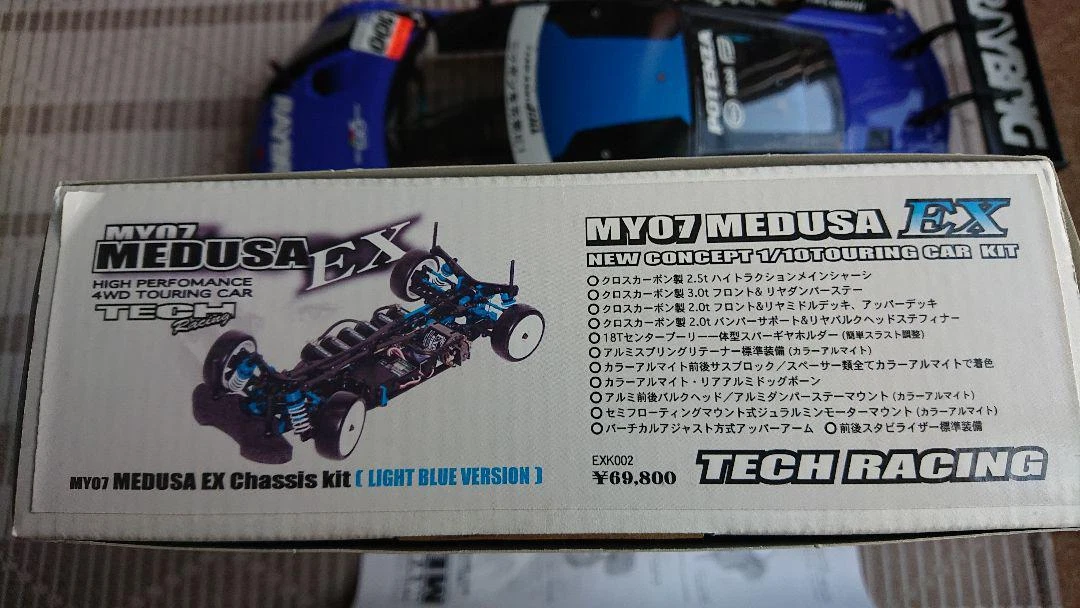 RAYBRIG
100
POTENZA
RAYBRIG
MY07
MEDUSA EX
HIGH PERFOMANCE
4WD TOURING CAR
TECH
Racing
MY07 MEDUSA EX Chassis kit ( LIGHT BLUE VERSION )
MY07 MEDUSA EX
NEW CONCEPT 1/10TOURING CAR KIT
○クロスカーボン製 2.5t ハイトラクションメインシャーシ
○クロスカーボン製 3.0t フロント& リヤダンパーステー
○クロスカーボン製 2.0t フロント&リヤミドルデッキ、アッパーデッキ
○クロスカーボン製 2.0t バンパーサポート&リヤバルクヘッドステフィナー
○18Tセンタープーリー一体型スパーギヤホルダー (簡単スラスト調整)
○アルミスプリングリテーナー標準装備 (カラーアルマイト)
○カラーアルマイト前後サスブロック/スペーサー類全てカラーアルマイトで着色
○カラーアルマイト・リアアルミドッグボーン
○アルミ前後バルクヘッド/アルミダンパーステーマウント (カラーアルマイト)
○セミフローティングマウント式ジュラルミンモーターマウント (カラーアルマイト)
○バーチカルアジャスト方式アッパーアーム ○前後スタビライザー標準装備
EXK002
¥69,800
TECH RACING